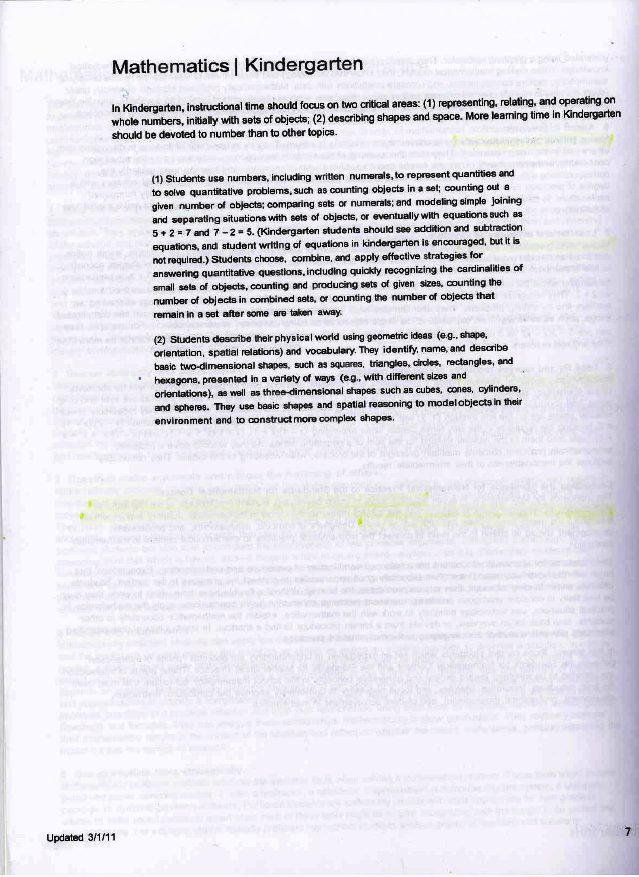 Mathematics | Kindergarten
In Kindergarten, instructional time should focus on two critical areas: (1) representing, relating, and operating on
whole numbers, initially with sets of objects; (2) describing shapes and space. More learning time in Kindergarten
should be devoted to number than to other topics.
(1) Students use numbers, including written numerals, to represent quantities and
to solve quantitative problems, such as counting objects in a set; counting out a
given number of objects; comparing sets or numerals; and modeling simple joining
and separating situations with sets of objects, or eventually with equations such as
5 + 2 = 7 and 7 – 2 = 5. (Kindergarten students should see addition and subtraction
equations, and student writing of equations in kindergarten is encouraged, but it is
not required.) Students choose, combine, and apply effective strategies for
answering quantitative questions, including quickly recognizing the cardinalities of
small sets of objects, counting and producing sets of given sizes, counting the
number of objects in combined sets, or counting the number of objects that
remain in a set after some are taken away.
(2) Students describe their physical world using geometric ideas (e.g., shape,
orientation, spatial relations) and vocabulary. They identify, name, and describe
basic two-dimensional shapes, such as squares, triangles, circles, rectangles, and
hexagons, presented in a variety of ways (e.g., with different sizes and
orientations), as well as three-dimensional shapes such as cubes, cones, cylinders,
and spheres. They use basic shapes and spatial reasoning to model objects in their
environment and to construct more complex shapes.
Updated 3/1/11
7